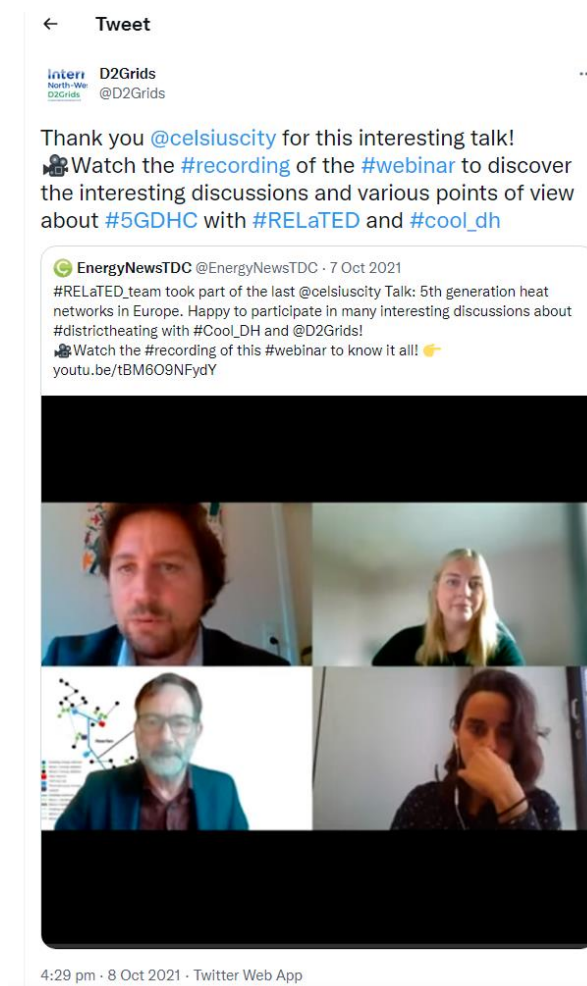 Tweet
Interr
North-We
D2Grids
D2Grids
@D2Grids
Thank you @celsiuscity for this interesting talk!
🎥Watch the #recording of the #webinar to discover
the interesting discussions and various points of view
about #5GDHC with #RELaTED and #cool_dh
EnergyNewsTDC @EnergyNewsTDC · 7 Oct 2021
#RELaTED_team took part of the last @celsiuscity Talk: 5th generation heat
networks in Europe. Happy to participate in many interesting discussions about
#districtheating with #Cool_DH and @D2Grids!
🎥Watch the #recording of this #webinar to know it all! 👉
youtu.be/tBM6O9NFydY
4:29 pm · 8 Oct 2021 · Twitter Web App